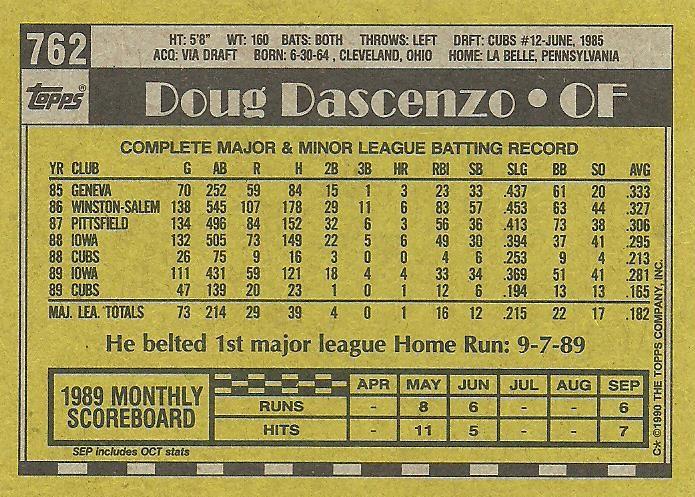 762
HT: 5'8" WT: 160 BATS: BOTH THROWS: LEFT DRFT: CUBS #12-JUNE, 1985
ACQ: VIA DRAFT BORN: 6-30-64, CLEVELAND, OHIO HOME: LA BELLE, PENNSYLVANIA
TOPPS®
Doug Dascenzo • OF
COMPLETE MAJOR & MINOR LEAGUE BATTING RECORD
YR CLUB G AB R H 2B 3B HR RBI SB SLG BB SO AVG
85 GENEVA 70 252 59 84 15 1 3 23 33 .437 61 20 .333
86 WINSTON-SALEM 138 545 107 178 29 11 6 83 57 .453 63 44 .327
87 PITTSFIELD 134 496 84 152 32 6 3 56 36 .413 73 38 .306
88 IOWA 132 505 73 149 22 5 6 49 30 .394 37 41 .295
88 CUBS 26 75 9 16 3 0 0 4 6 .253 9 4 .213
89 IOWA 111 431 59 121 18 4 4 33 34 .369 51 41 .281
89 CUBS 47 139 20 23 1 0 1 12 6 .194 13 13 .165
MAJ. LEA. TOTALS 73 214 29 39 4 0 1 16 12 .215 22 17 .182
He belted 1st major league Home Run: 9-7-89
1989 MONTHLY SCOREBOARD
APR MAY JUN JUL AUG SEP
RUNS - 8 6 - - 6
HITS - 11 5 - - 7
SEP includes OCT stats
C* ©1990 THE TOPPS COMPANY, INC.